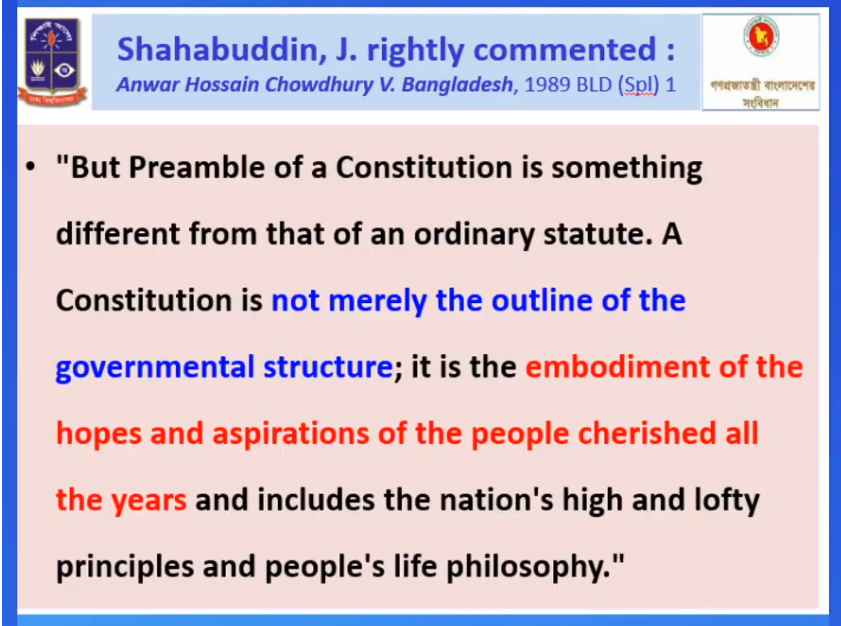 Shahabuddin, J. rightly commented :
Anwar Hossain Chowdhury V. Bangladesh, 1989 BLD (Spl) 1
গণপ্রজাতন্ত্রী বাংলাদেশের
সংবিধান
• "But Preamble of a Constitution is something
different from that of an ordinary statute. A
Constitution is not merely the outline of the
governmental structure; it is the embodiment of the
hopes and aspirations of the people cherished all
the years and includes the nation's high and lofty
principles and people's life philosophy."